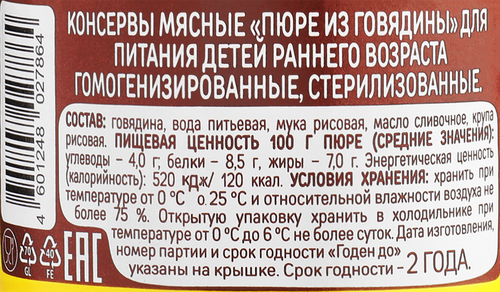 КОНСЕРВЫ МЯСНЫЕ «ПЮРЕ ИЗ ГОВЯДИНЫ» ДЛЯ
ПИТАНИЯ ДЕТЕЙ РАННЕГО ВОЗРАСТА
ГОМОГЕНИЗИРОВАННЫЕ, СТЕРИЛИЗОВАННЫЕ.
СОСТАВ: говядина, вода питьевая, мука рисовая, масло сливочное, крупа
рисовая. ПИЩЕВАЯ ЦЕННОСТЬ 100 Г ПЮРЕ (СРЕДНИЕ ЗНАЧЕНИЯ):
углеводы – 4,0 г, белки – 8,5 г, жиры – 7,0 г. Энергетическая ценность
(калорийность): 520 кДж/ 120 ккал. УСЛОВИЯ ХРАНЕНИЯ: хранить при
температуре от 0 °С о 25 °С и относительной влажности воздуха не
более 75 %. Открытую упаковку хранить в холодильнике при
температуре от 0 °С до 6 °С не более суток. Дата изготовления,
номер партии и срок годности «Годен до»
указаны на крышке. Срок годности – 2 ГОДА.
4 601248 027864
70
GL
40
FE
ЕАС